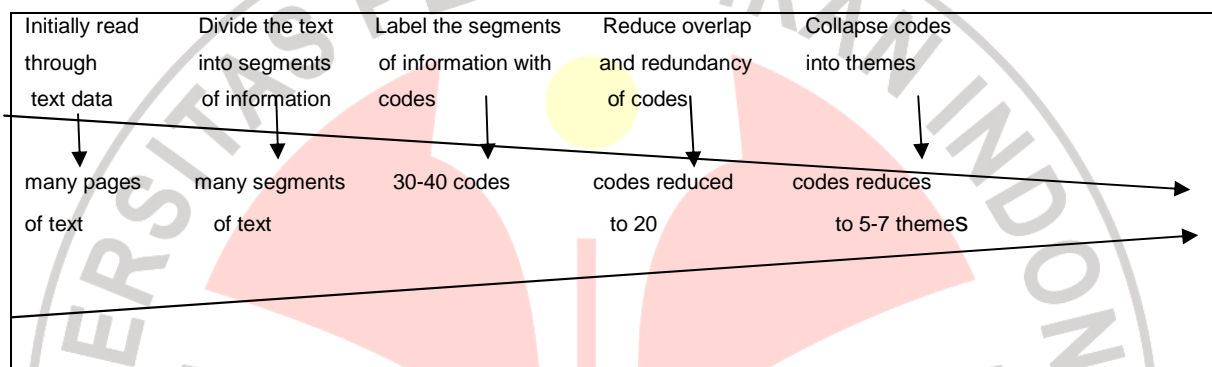 Initially read
through
text data
Divide the text
into segments
of information
Label the segments
of information with
codes
Reduce overlap
and redundancy
of codes
Collapse codes
into themes
many pages
of text
many segments
of text
30-40 codes
codes reduced
to 20
codes reduces
to 5-7 themes